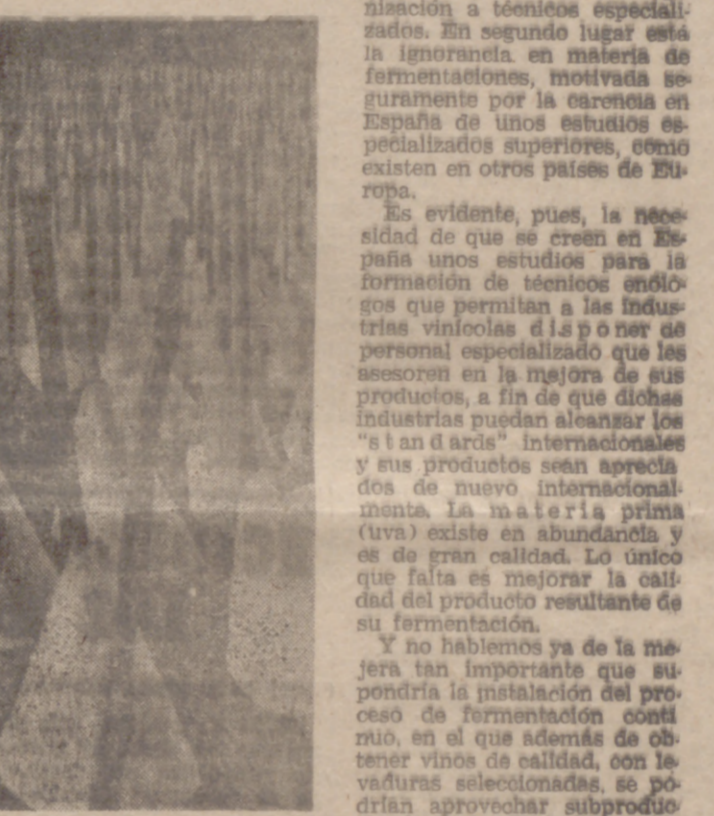 nización a técnicos especiali-
zados. En segundo lugar está
la ignorancia en materia de
fermentaciones, motivada se-
guramente por la carencia en
España de unos estudios es-
pecializados superiores, como
existen en otros países de Eu-
ropa.
Es evidente, pues, la nece-
sidad de que se creen en Es-
paña unos estudios para la
formación de técnicos enólo-
gos que permitan a las indus-
trias vinícolas disponer de
personal especializado que les
asesoren en la mejora de sus
productos, a fin de que dichas
industrias puedan alcanzar los
"standards" internacionales
y sus productos sean aprecia
dos de nuevo internacional-
mente. La materia prima
(uva) existe en abundancia y
es de gran calidad. Lo único
que falta es mejorar la cali-
dad del producto resultante de
su fermentación.
Y no hablemos ya de la me-
jera tan importante que su-
pondría la instalación del pro-
ceso de fermentación conti
nuo, en el que además de ob-
tener vinos de calidad, con le-
vaduras seleccionadas, se po-
drían aprovechar subproduc-